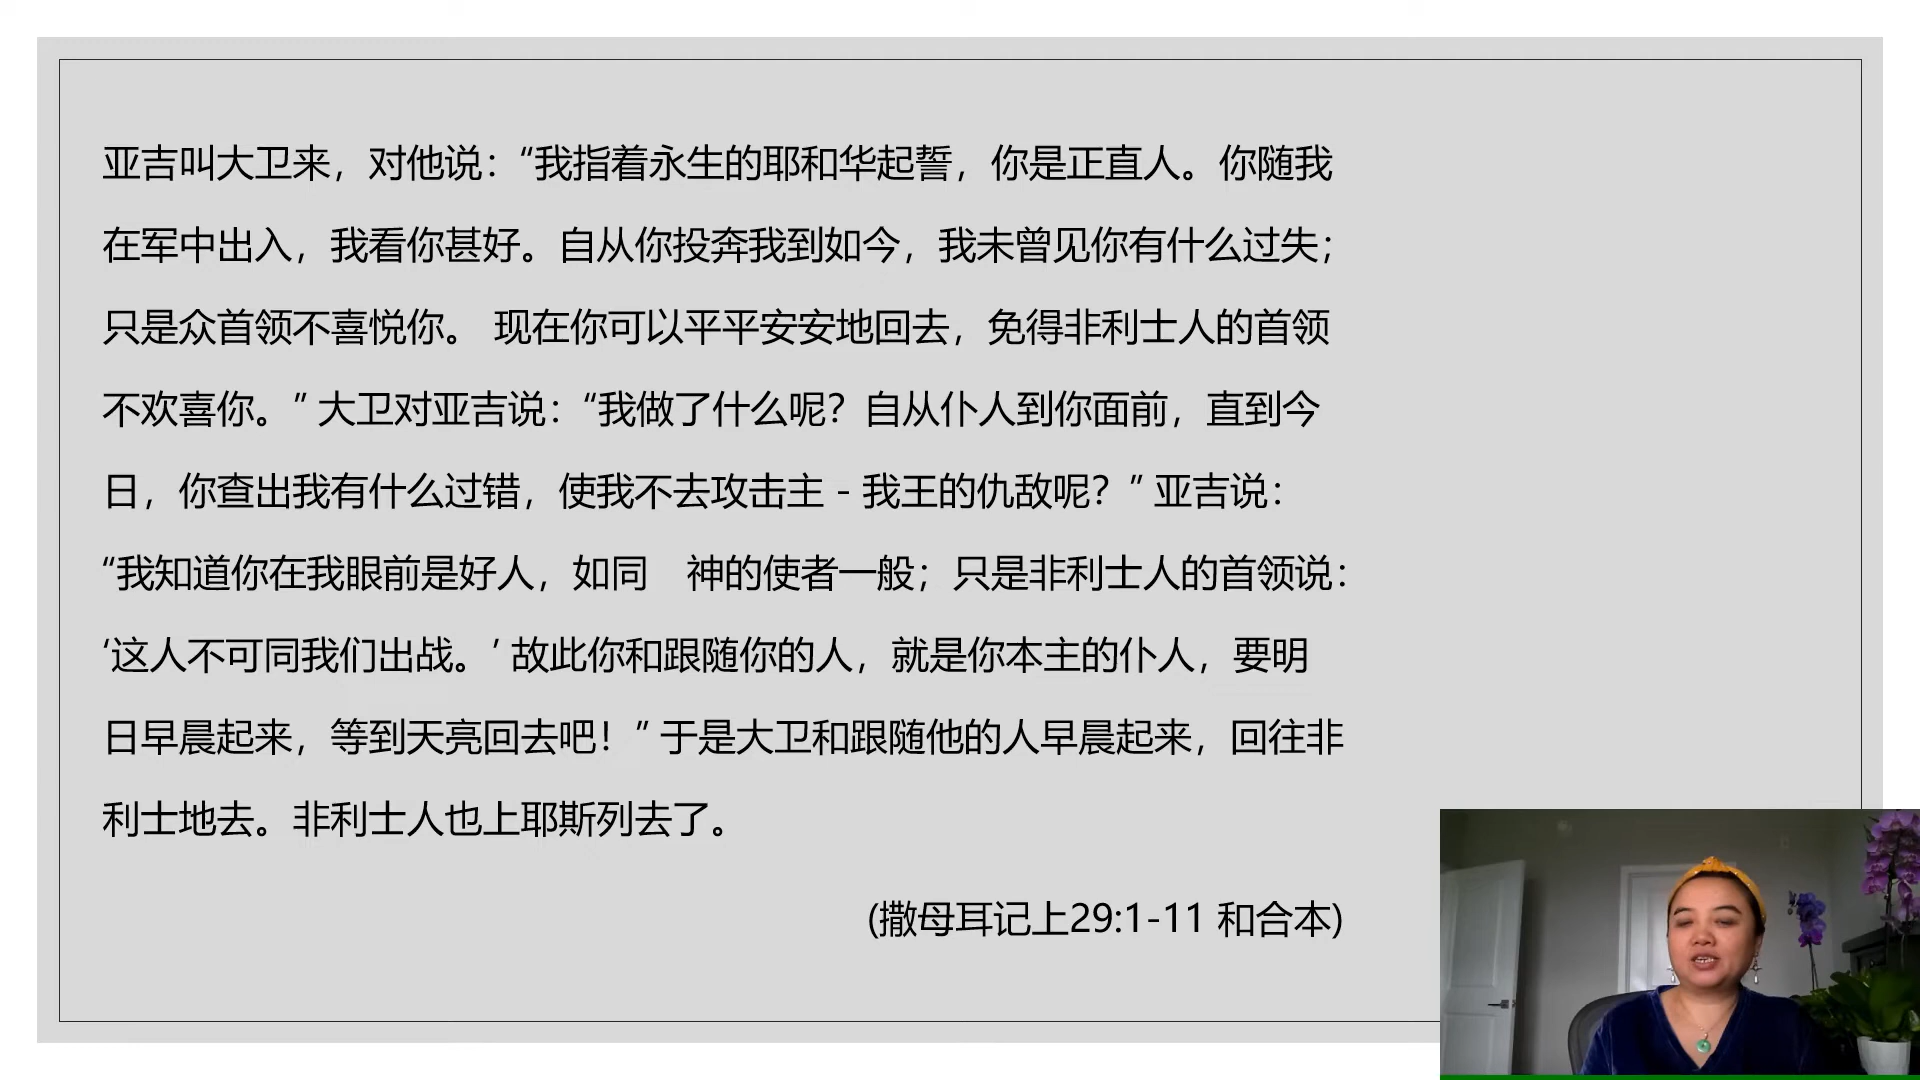 亚吉叫大卫来，对他说：“我指着永生的耶和华起誓，你是正直人。你随我
在军中出入，我看你甚好。自从你投奔我到如今，我未曾见你有什么过失；
只是众首领不喜悦你。 现在你可以平平安安地回去，免得非利士人的首领
不欢喜你。” 大卫对亚吉说：“我做了什么呢？自从仆人到你面前，直到今
日，你查出我有什么过错，使我不去攻击主 - 我王的仇敌呢？” 亚吉说：
“我知道你在我眼前是好人，如同　神的使者一般；只是非利士人的首领说：
‘这人不可同我们出战。’ 故此你和跟随你的人，就是你本主的仆人，要明
日早晨起来，等到天亮回去吧！” 于是大卫和跟随他的人早晨起来，回往非
利士地去。非利士人也上耶斯列去了。
(撒母耳记上29:1-11 和合本)